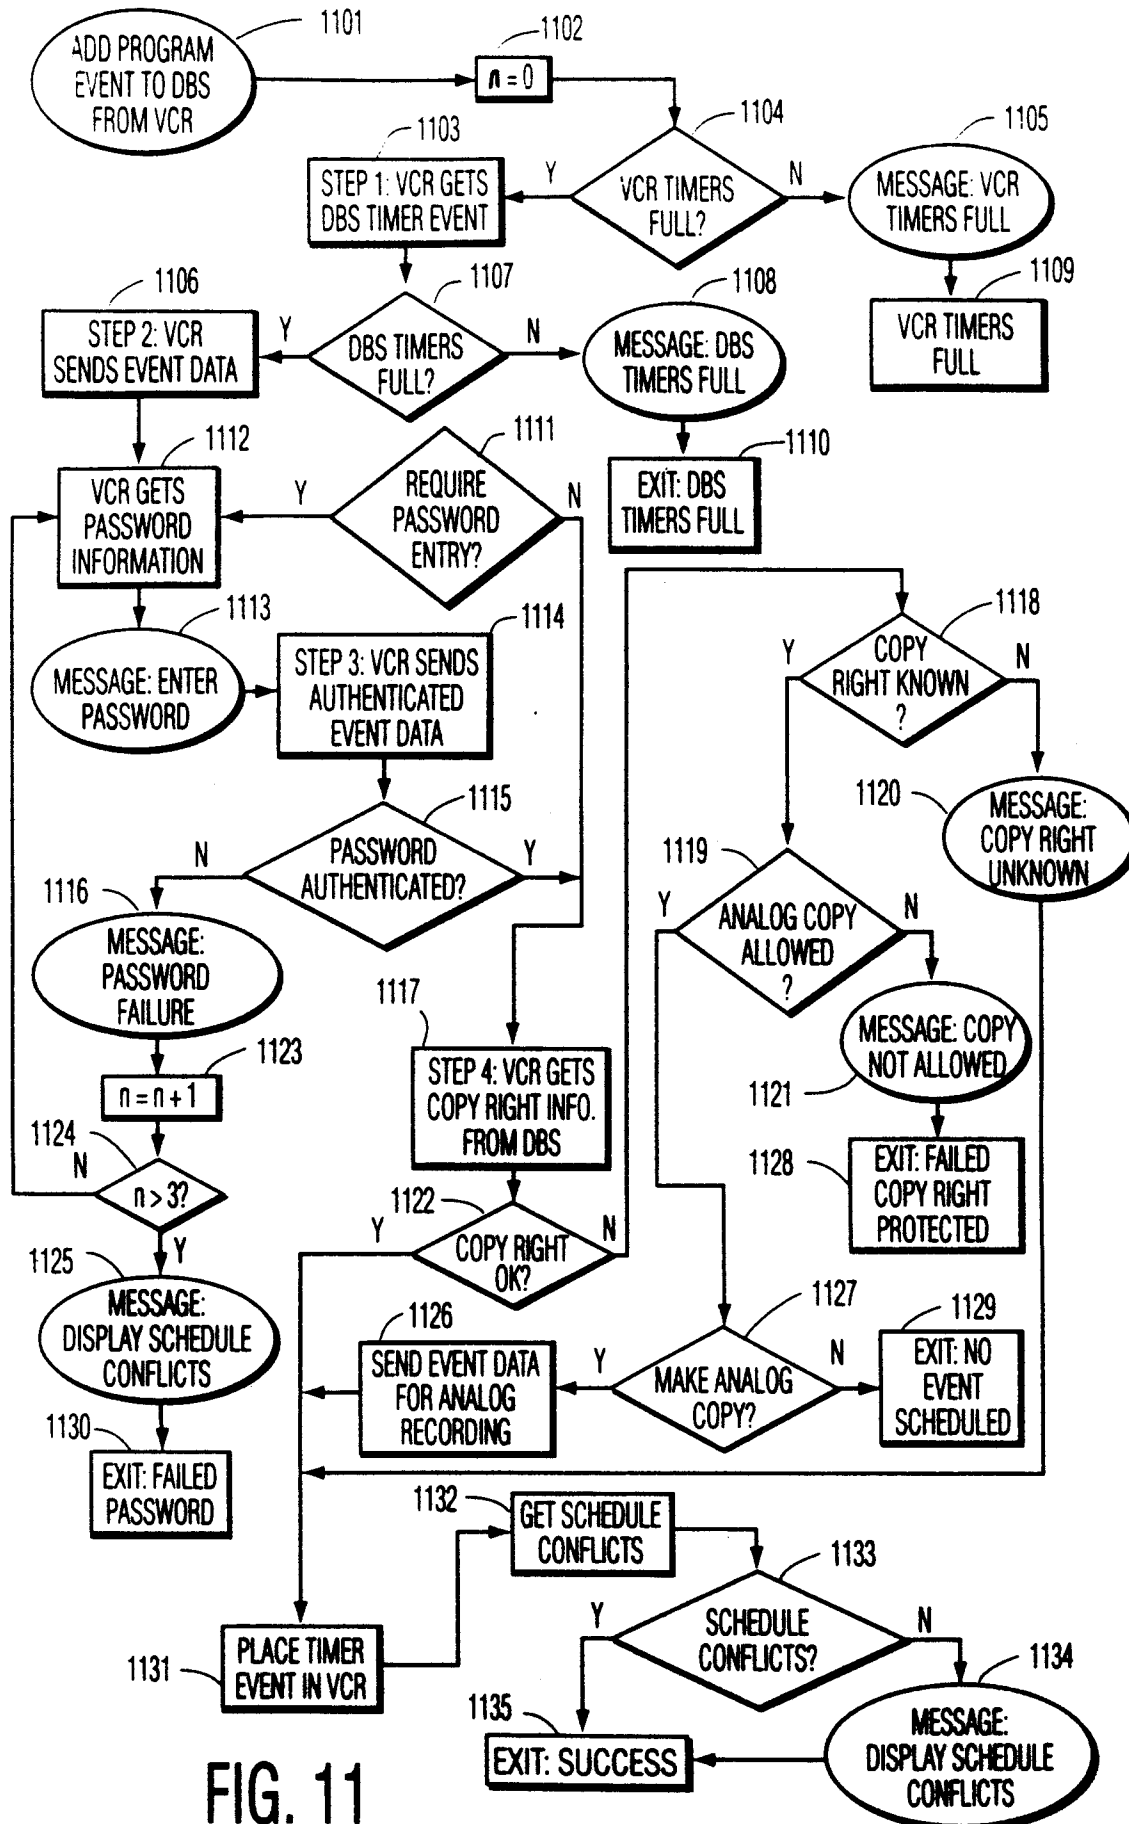 1101
ADD PROGRAM
EVENT TO DBS
FROM VCR
1102
n = 0
1103
STEP 1: VCR GETS
DBS TIMER EVENT
Y
1104
VCR TIMERS
FULL?
N
1105
MESSAGE: VCR
TIMERS FULL
1106
STEP 2: VCR
SENDS EVENT DATA
Y
1107
DBS TIMERS
FULL?
N
1108
MESSAGE: DBS
TIMERS FULL
1109
VCR TIMERS
FULL
1110
EXIT: DBS
TIMERS FULL
1111
REQUIRE
PASSWORD
ENTRY?
Y
N
1112
VCR GETS
PASSWORD
INFORMATION
1113
MESSAGE: ENTER
PASSWORD
1114
STEP 3: VCR SENDS
AUTHENTICATED
EVENT DATA
1115
PASSWORD
AUTHENTICATED?
N
Y
1116
MESSAGE:
PASSWORD
FAILURE
1117
STEP 4: VCR GETS
COPY RIGHT INFO.
FROM DBS
1118
COPY
RIGHT KNOWN
?
Y
N
1119
ANALOG COPY
ALLOWED
?
Y
N
1120
MESSAGE:
COPY RIGHT
UNKNOWN
1121
MESSAGE: COPY
NOT ALLOWED
1128
EXIT: FAILED
COPY RIGHT
PROTECTED
1122
COPY RIGHT
OK?
Y
N
1123
n = n + 1
1124
n > 3?
N
Y
1125
MESSAGE:
DISPLAY SCHEDULE
CONFLICTS
1126
SEND EVENT DATA
FOR ANALOG
RECORDING
1127
MAKE ANALOG
COPY?
Y
N
1129
EXIT: NO
EVENT
SCHEDULED
1130
EXIT: FAILED
PASSWORD
1131
PLACE TIMER
EVENT IN VCR
1132
GET SCHEDULE
CONFLICTS
1133
SCHEDULE
CONFLICTS?
Y
N
1134
MESSAGE:
DISPLAY SCHEDULE
CONFLICTS
1135
EXIT: SUCCESS
FIG. 11